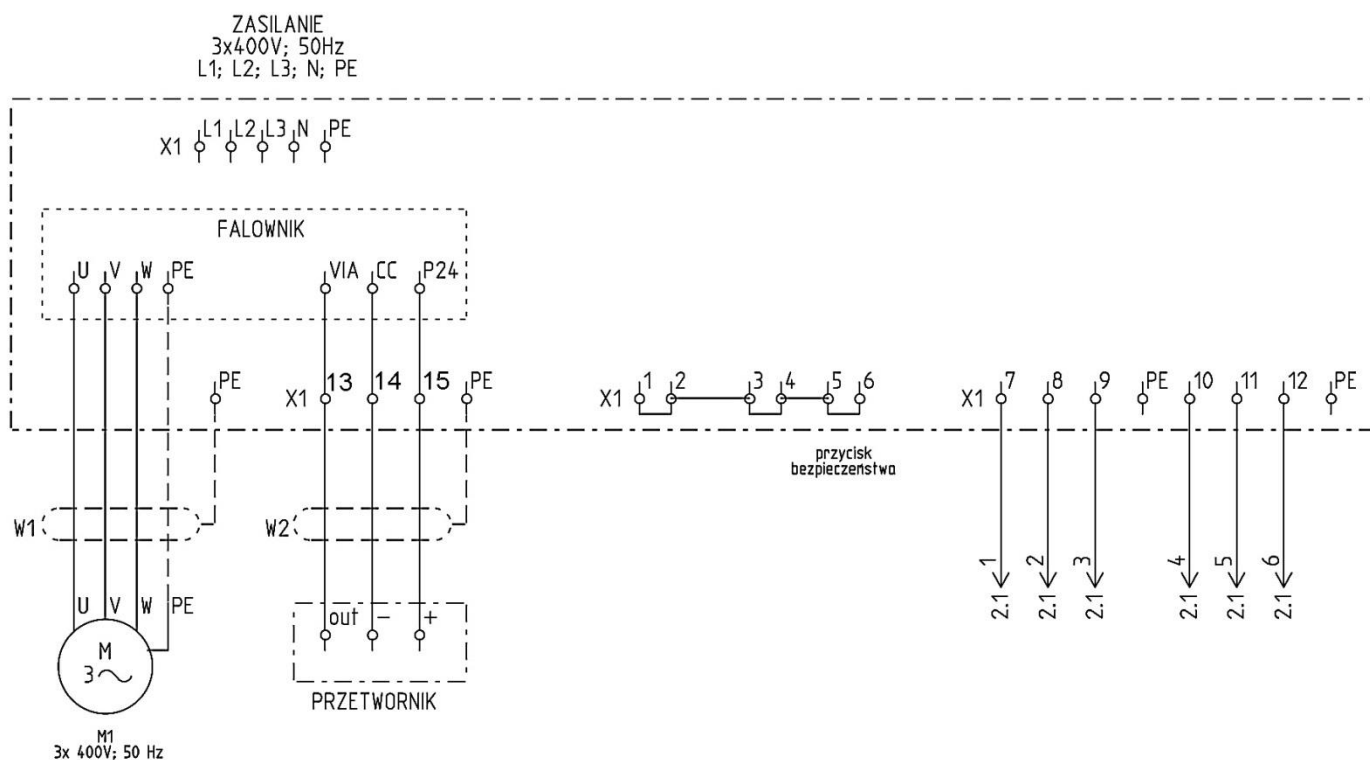 ZASILANIE
3x400V; 50Hz
L1; L2; L3; N; PE
X1 L1 L2 L3 N PE
FALOWNIK
U V W PE VIA CC P24
PE X1 13 14 15 PE X1 1 2 3 4 5 6 X1 7 8 9 PE 10 11 12 PE
przycisk
bezpieczeństwa
W1 W2
1 2 3 4 5 6
2.1 2.1 2.1 2.1 2.1 2.1
U V W PE out - +
M
3~
PRZETWORNIK
M1
3x 400V; 50 Hz